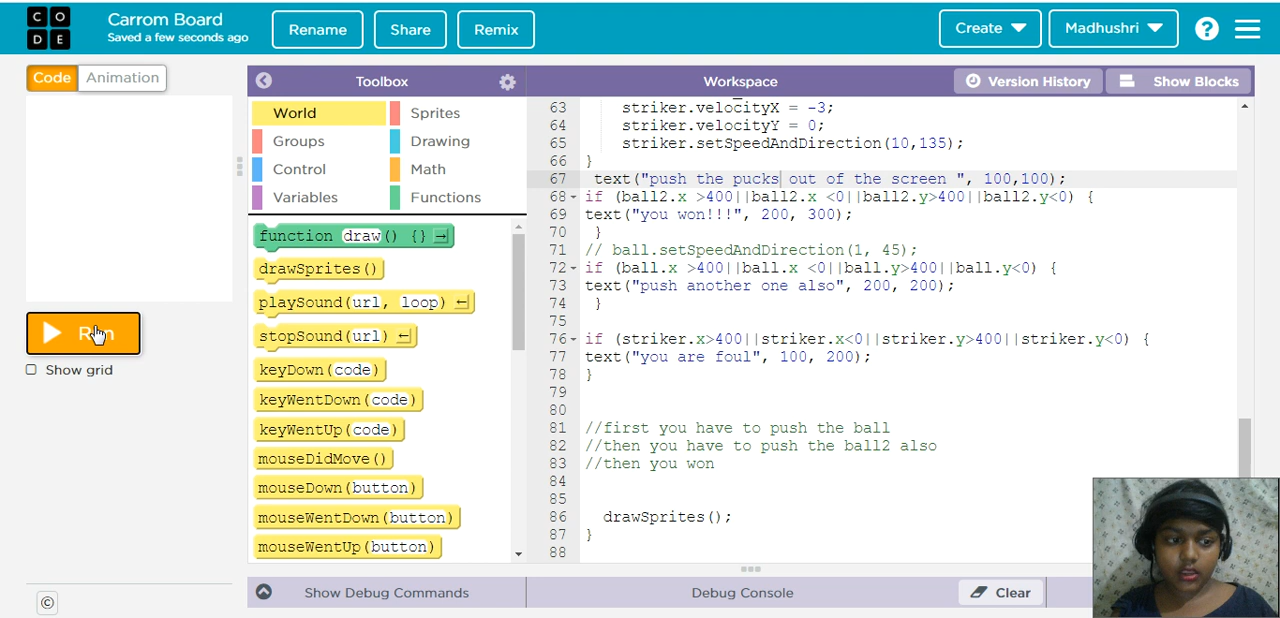 C O
D E
Carrom Board
Saved a few seconds ago
Rename
Share
Remix
Create
Madhushri
?
Code
Animation
Toolbox
Workspace
Version History
Show Blocks
World
Sprites
Groups
Drawing
Control
Math
Variables
Functions
function draw() {}
drawSprites()
playSound(url, loop)
stopSound(url)
keyDown(code)
keyWentDown(code)
keyWentUp(code)
mouseDidMove()
mouseDown(button)
mouseWentDown(button)
mouseWentUp(button)
Run
Show grid
©
63 striker.velocityX = -3;
64 striker.velocityY = 0;
65 striker.setSpeedAndDirection(10,135);
66 }
67 text("push the pucks out of the screen ", 100,100);
68 if (ball2.x >400||ball2.x <0||ball2.y>400||ball2.y<0) {
69 text("you won!!!", 200, 300);
70 }
71 // ball.setSpeedAndDirection(1, 45);
72 if (ball.x >400||ball.x <0||ball.y>400||ball.y<0) {
73 text("push another one also", 200, 200);
74 }
75
76 if (striker.x>400||striker.x<0||striker.y>400||striker.y<0) {
77 text("you are foul", 100, 200);
78 }
79
80
81 //first you have to push the ball
82 //then you have to push the ball2 also
83 //then you won
84
85
86 drawSprites();
87 }
88
Show Debug Commands
Debug Console
Clear